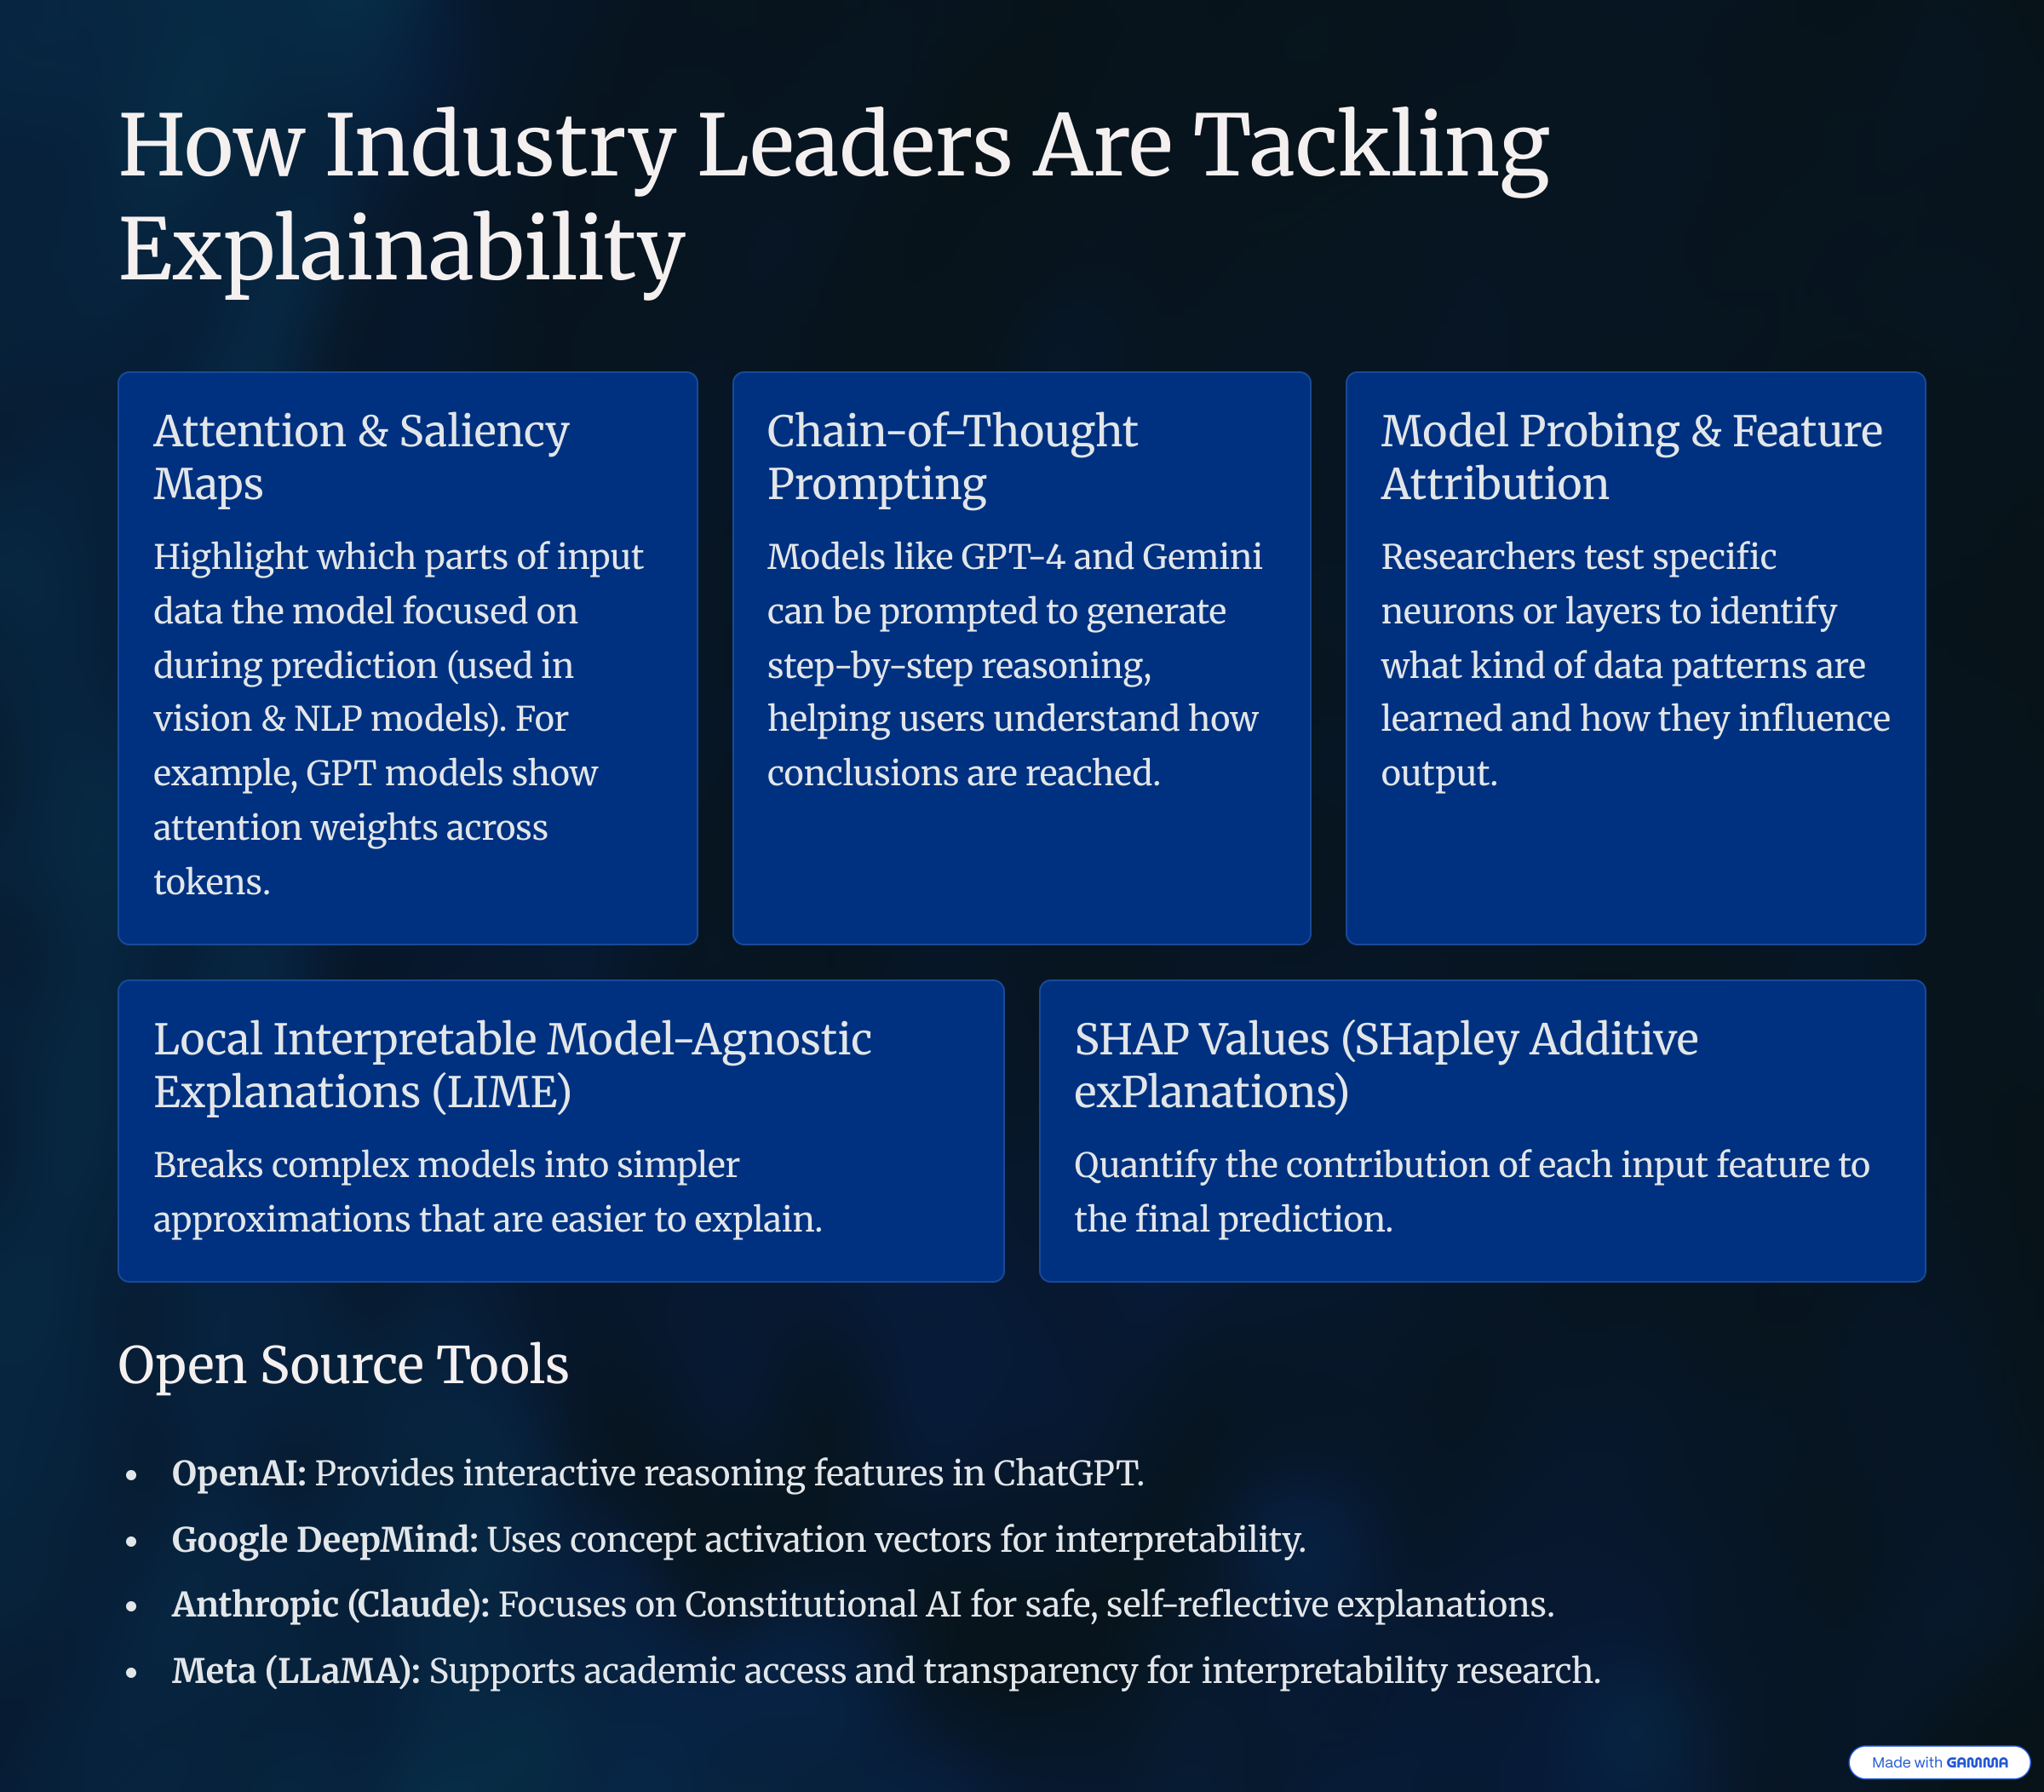 How Industry Leaders Are Tackling
Explainability
Attention & Saliency
Maps
Highlight which parts of input
data the model focused on
during prediction (used in
vision & NLP models). For
example, GPT models show
attention weights across
tokens.
Chain-of-Thought
Prompting
Models like GPT-4 and Gemini
can be prompted to generate
step-by-step reasoning,
helping users understand how
conclusions are reached.
Model Probing & Feature
Attribution
Researchers test specific
neurons or layers to identify
what kind of data patterns are
learned and how they influence
output.
Local Interpretable Model-Agnostic
Explanations (LIME)
Breaks complex models into simpler
approximations that are easier to explain.
SHAP Values (SHapley Additive
exPlanations)
Quantify the contribution of each input feature to
the final prediction.
Open Source Tools
• OpenAI: Provides interactive reasoning features in ChatGPT.
• Google DeepMind: Uses concept activation vectors for interpretability.
• Anthropic (Claude): Focuses on Constitutional AI for safe, self-reflective explanations.
• Meta (LLaMA): Supports academic access and transparency for interpretability research.
Made with GAMMA